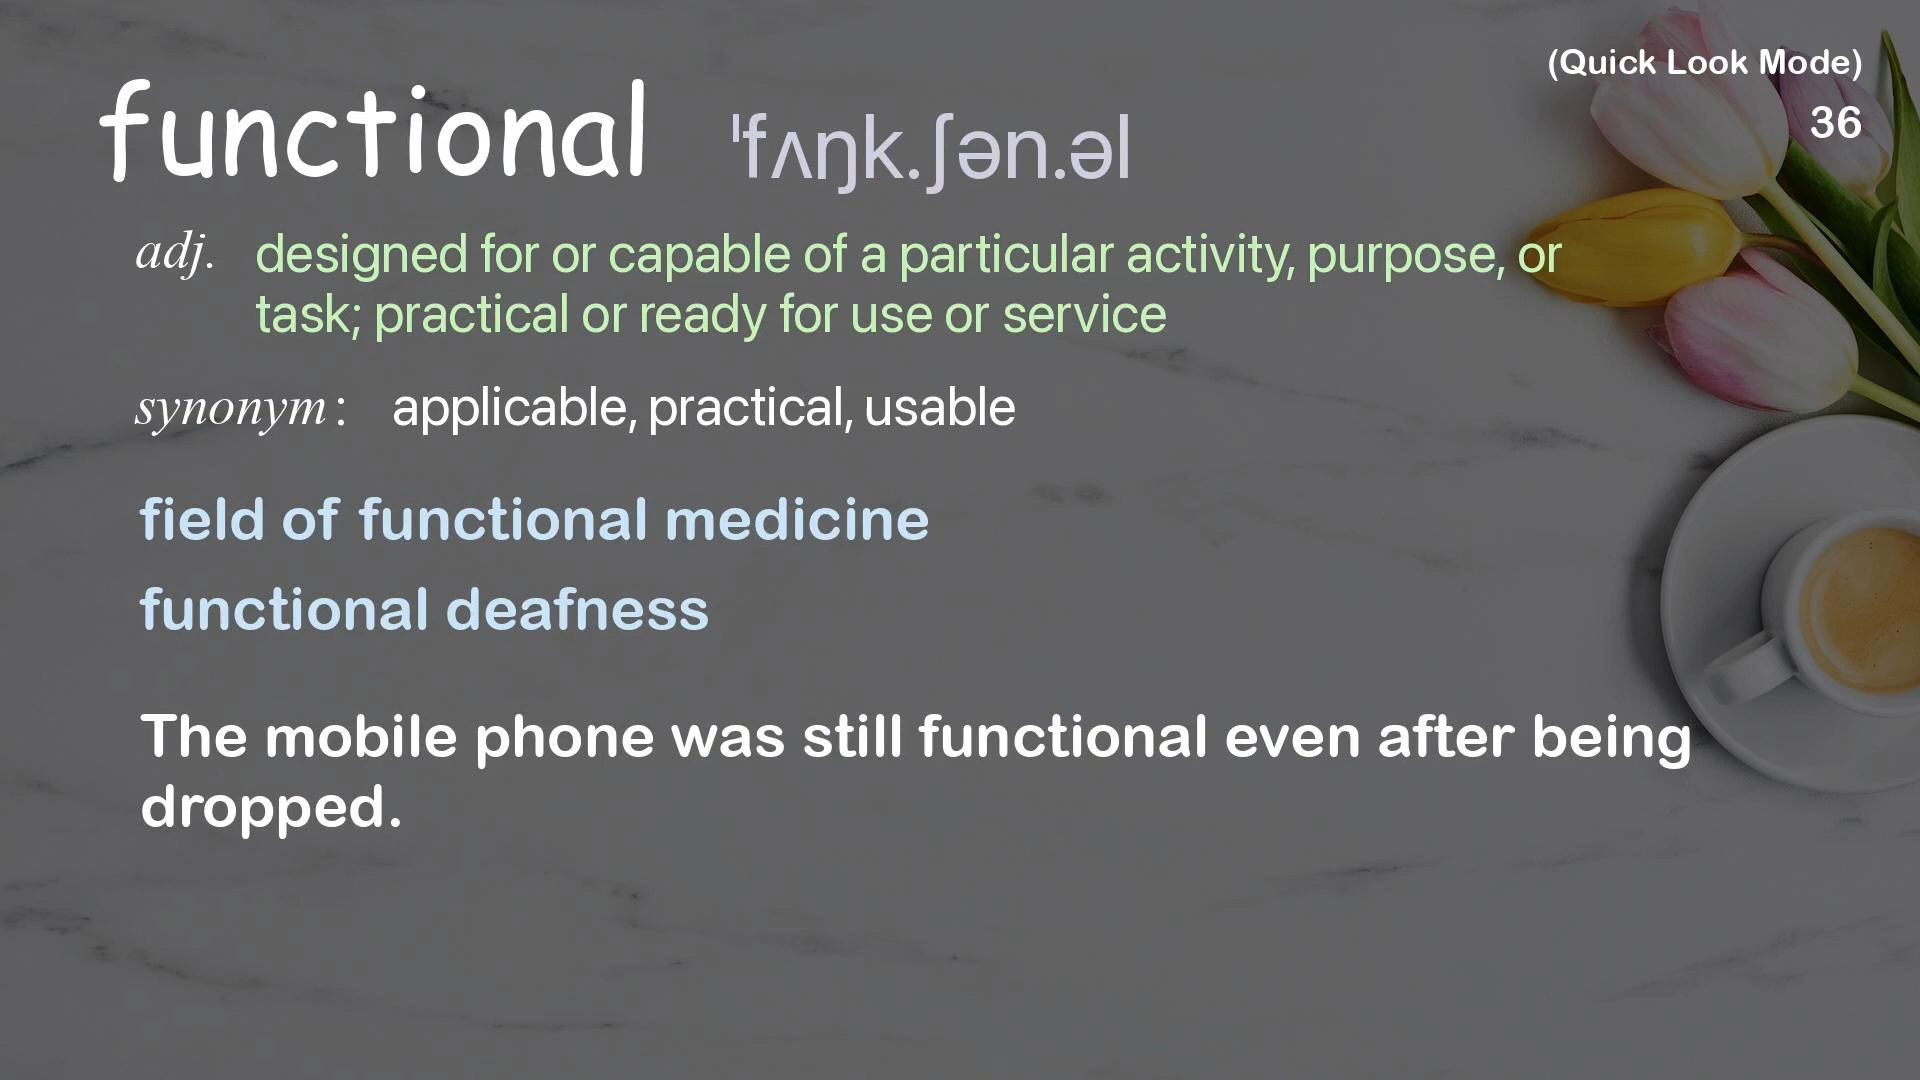 (Quick Look Mode)
36
functional ˈfʌŋk.ʃən.əl
adj. designed for or capable of a particular activity, purpose, or
task; practical or ready for use or service
synonym: applicable, practical, usable
field of functional medicine
functional deafness
The mobile phone was still functional even after being
dropped.